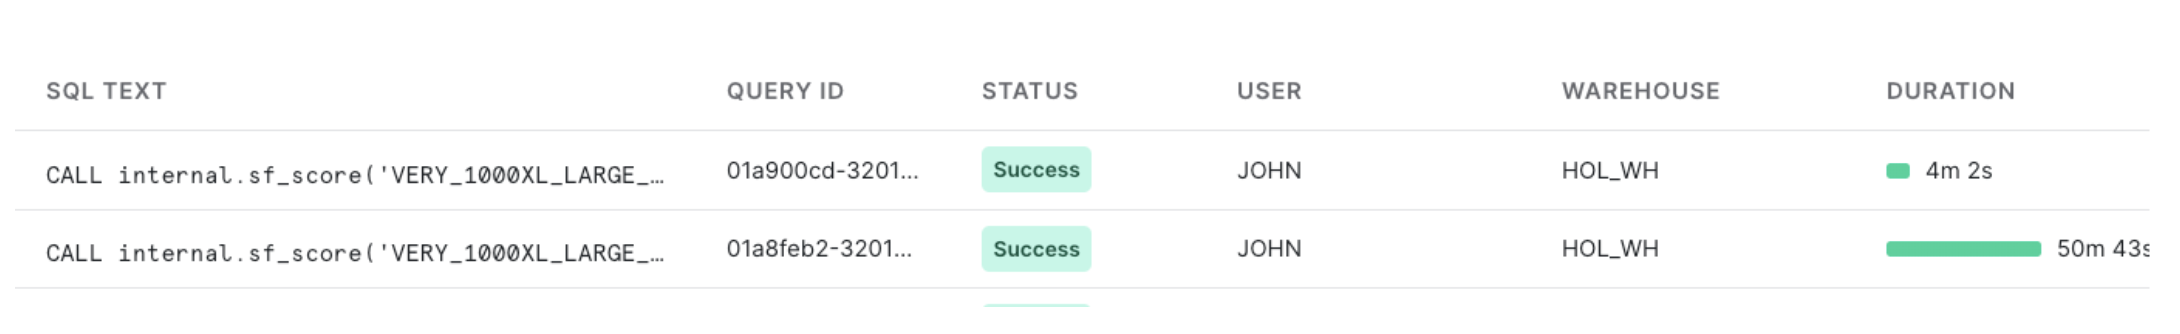 SQL TEXT QUERY ID STATUS USER WAREHOUSE DURATION
CALL internal.sf_score('VERY_1000XL_LARGE_… 01a900cd-3201... Success JOHN HOL_WH 4m 2s
CALL internal.sf_score('VERY_1000XL_LARGE_… 01a8feb2-3201... Success JOHN HOL_WH 50m 43s